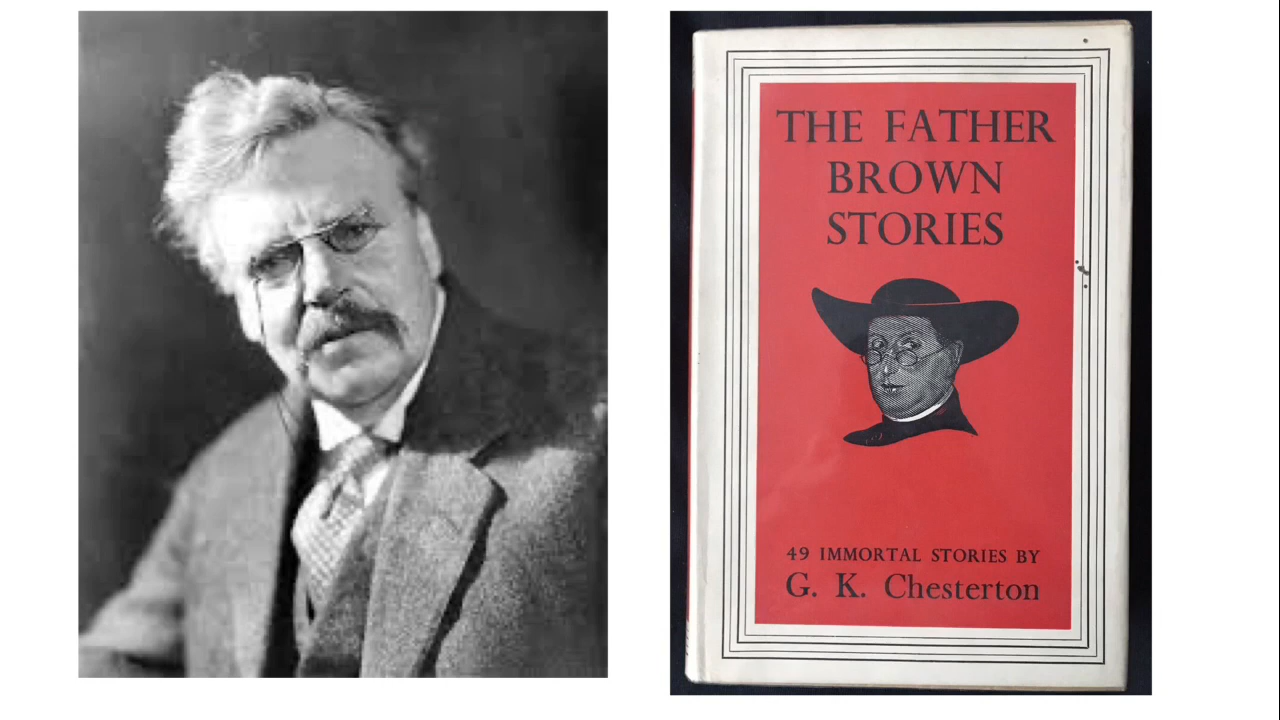 THE FATHER
BROWN
STORIES
49 IMMORTAL STORIES BY
G. K. Chesterton